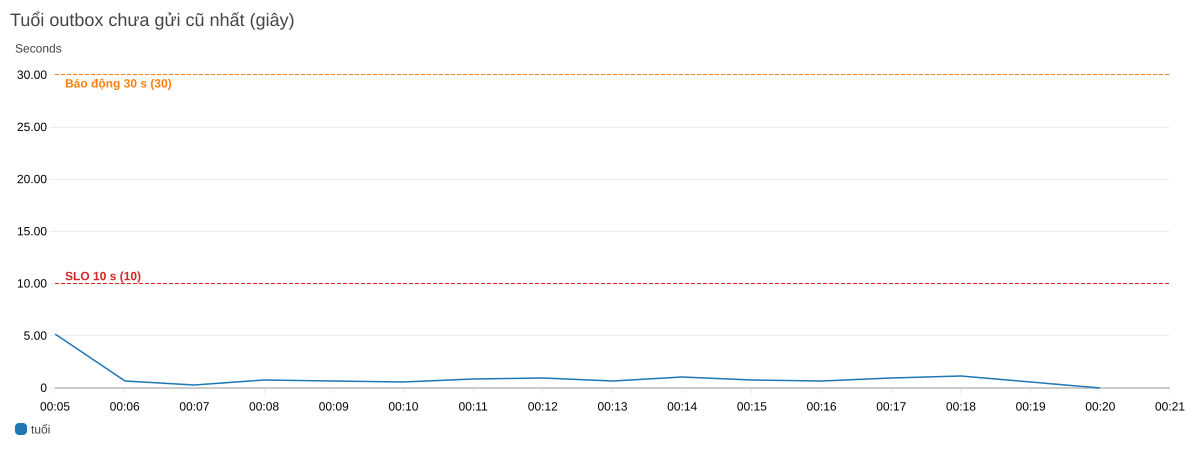 Tuổi outbox chưa gửi cũ nhất (giây)
Seconds
30.00
Báo động 30 s (30)
25.00
20.00
15.00
SLO 10 s (10)
10.00
5.00
0
00:05 00:06 00:07 00:08 00:09 00:10 00:11 00:12 00:13 00:14 00:15 00:16 00:17 00:18 00:19 00:20 00:21
tuổi